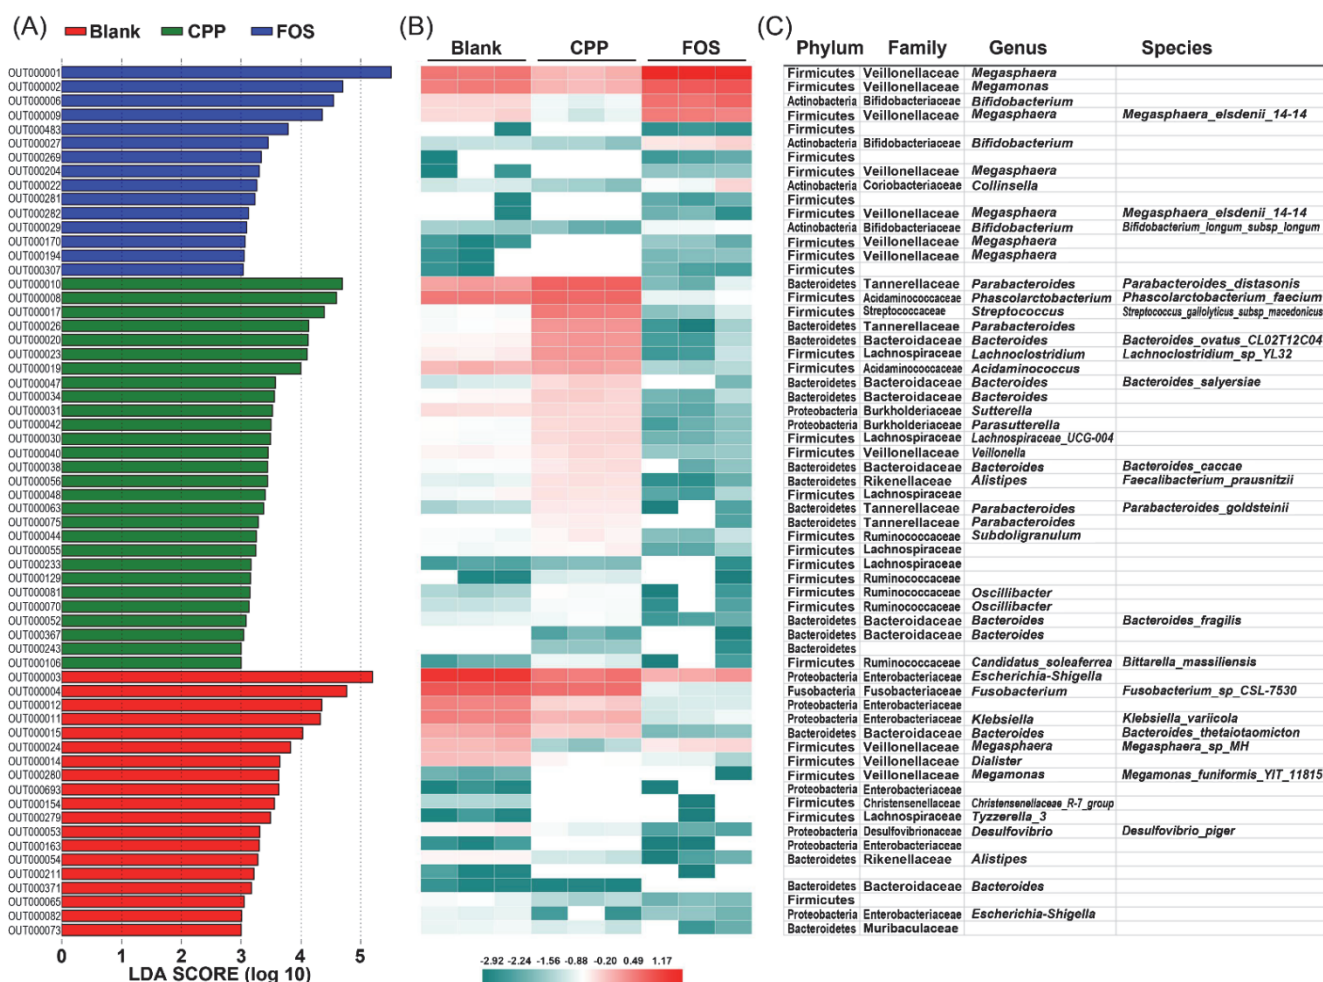 (A) Blank CPP FOS (B) Blank CPP FOS (C) Phylum Family Genus Species
OUT000001 Firmicutes Veillonellaceae Megasphaera
OUT000002 Firmicutes Veillonellaceae Megamonas
OUT000006 Actinobacteria Bifidobacteriaceae Bifidobacterium
OUT000009 Firmicutes Veillonellaceae Megasphaera Megasphaera_elsdenii_14-14
OUT000483 Firmicutes
OUT000027 Actinobacteria Bifidobacteriaceae Bifidobacterium
OUT000269 Firmicutes
OUT000204 Firmicutes Veillonellaceae Megasphaera
OUT000022 Actinobacteria Coriobacteriaceae Collinsella
OUT000281 Firmicutes
OUT000282 Firmicutes Veillonellaceae Megasphaera Megasphaera_elsdenii_14-14
OUT000029 Actinobacteria Bifidobacteriaceae Bifidobacterium Bifidobacterium_longum_subsp_longum
OUT000170 Firmicutes Veillonellaceae Megasphaera
OUT000194 Firmicutes Veillonellaceae Megasphaera
OUT000307 Firmicutes
OUT000010 Bacteroidetes Tannerellaceae Parabacteroides Parabacteroides_distasonis
OUT000008 Firmicutes Acidaminococcaceae Phascolarctobacterium Phascolarctobacterium_faecium
OUT000017 Firmicutes Streptococcaceae Streptococcus Streptococcus_gallolyticus_subsp_macedonicus
OUT000026 Bacteroidetes Tannerellaceae Parabacteroides
OUT000020 Bacteroidetes Bacteroidaceae Bacteroides Bacteroides_ovatus_CL02T12C04
OUT000023 Firmicutes Lachnospiraceae Lachnoclostridium Lachnoclostridium_sp_YL32
OUT000019 Firmicutes Acidaminococcaceae Acidaminococcus
OUT000047 Bacteroidetes Bacteroidaceae Bacteroides Bacteroides_salyersiae
OUT000034 Bacteroidetes Bacteroidaceae Bacteroides
OUT000031 Proteobacteria Burkholderiaceae Sutterella
OUT000042 Proteobacteria Burkholderiaceae Parasutterella
OUT000030 Firmicutes Lachnospiraceae Lachnospiraceae_UCG-004
OUT000040 Firmicutes Veillonellaceae Veillonella
OUT000038 Bacteroidetes Bacteroidaceae Bacteroides Bacteroides_caccae
OUT000056 Bacteroidetes Rikenellaceae Alistipes Faecalibacterium_prausnitzii
OUT000048 Firmicutes Lachnospiraceae
OUT000063 Bacteroidetes Tannerellaceae Parabacteroides Parabacteroides_goldsteinii
OUT000075 Bacteroidetes Tannerellaceae Parabacteroides
OUT000044 Firmicutes Ruminococcaceae Subdoligranulum
OUT000055 Firmicutes Lachnospiraceae
OUT000233 Firmicutes Lachnospiraceae
OUT000129 Firmicutes Ruminococcaceae
OUT000081 Firmicutes Ruminococcaceae Oscillibacter
OUT000070 Firmicutes Ruminococcaceae Oscillibacter
OUT000052 Bacteroidetes Bacteroidaceae Bacteroides Bacteroides_fragilis
OUT000367 Bacteroidetes Bacteroidaceae Bacteroides
OUT000243 Bacteroidetes
OUT000106 Firmicutes Ruminococcaceae Candidatus_soleaferrea Bittarella_massiliensis
OUT000003 Proteobacteria Enterobacteriaceae Escherichia-Shigella
OUT000004 Fusobacteria Fusobacteriaceae Fusobacterium Fusobacterium_sp_CSL-7530
OUT000012 Proteobacteria Enterobacteriaceae
OUT000011 Proteobacteria Enterobacteriaceae Klebsiella Klebsiella_variicola
OUT000015 Bacteroidetes Bacteroidaceae Bacteroides Bacteroides_thetaiotaomicton
OUT000024 Firmicutes Veillonellaceae Megasphaera Megasphaera_sp_MH
OUT000014 Firmicutes Veillonellaceae Dialister
OUT000280 Firmicutes Veillonellaceae Megamonas Megamonas_funiformis_YIT_11815
OUT000693 Proteobacteria Enterobacteriaceae
OUT000154 Firmicutes Christensenellaceae Christensenellaceae_R-7_group
OUT000279 Firmicutes Lachnospiraceae Tyzzerella_3
OUT000053 Proteobacteria Desulfovibrionaceae Desulfovibrio Desulfovibrio_piger
OUT000163 Proteobacteria Enterobacteriaceae
OUT000054 Bacteroidetes Rikenellaceae Alistipes
OUT000211
OUT000371 Bacteroidetes Bacteroidaceae Bacteroides
OUT000065 Firmicutes
OUT000082 Proteobacteria Enterobacteriaceae Escherichia-Shigella
OUT000073 Bacteroidetes Muribaculaceae
0 1 2 3 4 5
LDA SCORE (log 10)
-2.92 -2.24 -1.56 -0.88 -0.20 0.49 1.17